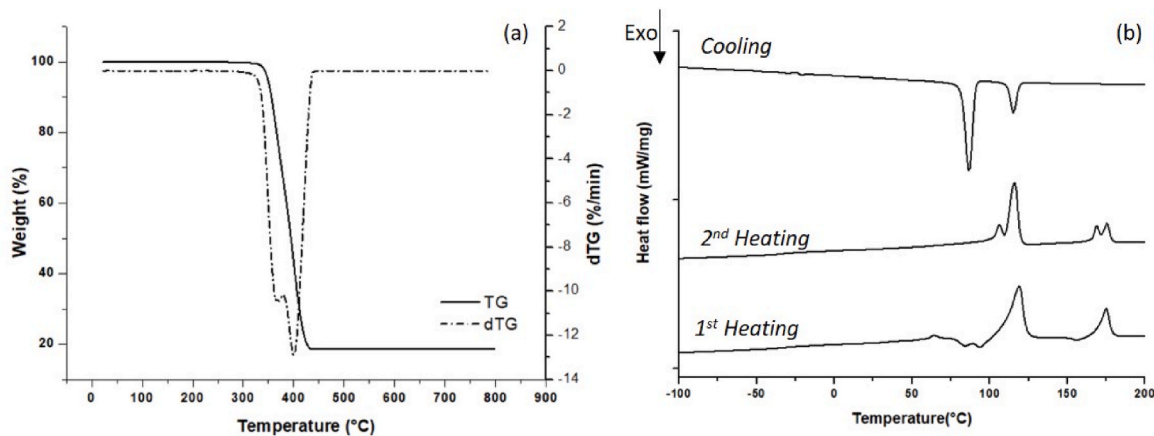 (a)
Weight (%)
100
80
60
40
20
2
0
-2
-4
-6
-8
-10
-12
-14
dTG (%/min)
TG
dTG
0 100 200 300 400 500 600 700 800 900
Temperature (°C)
Exo
(b)
Cooling
2nd Heating
1st Heating
Heat flow (mW/mg)
-100 -50 0 50 100 150 200
Temperature(°C)